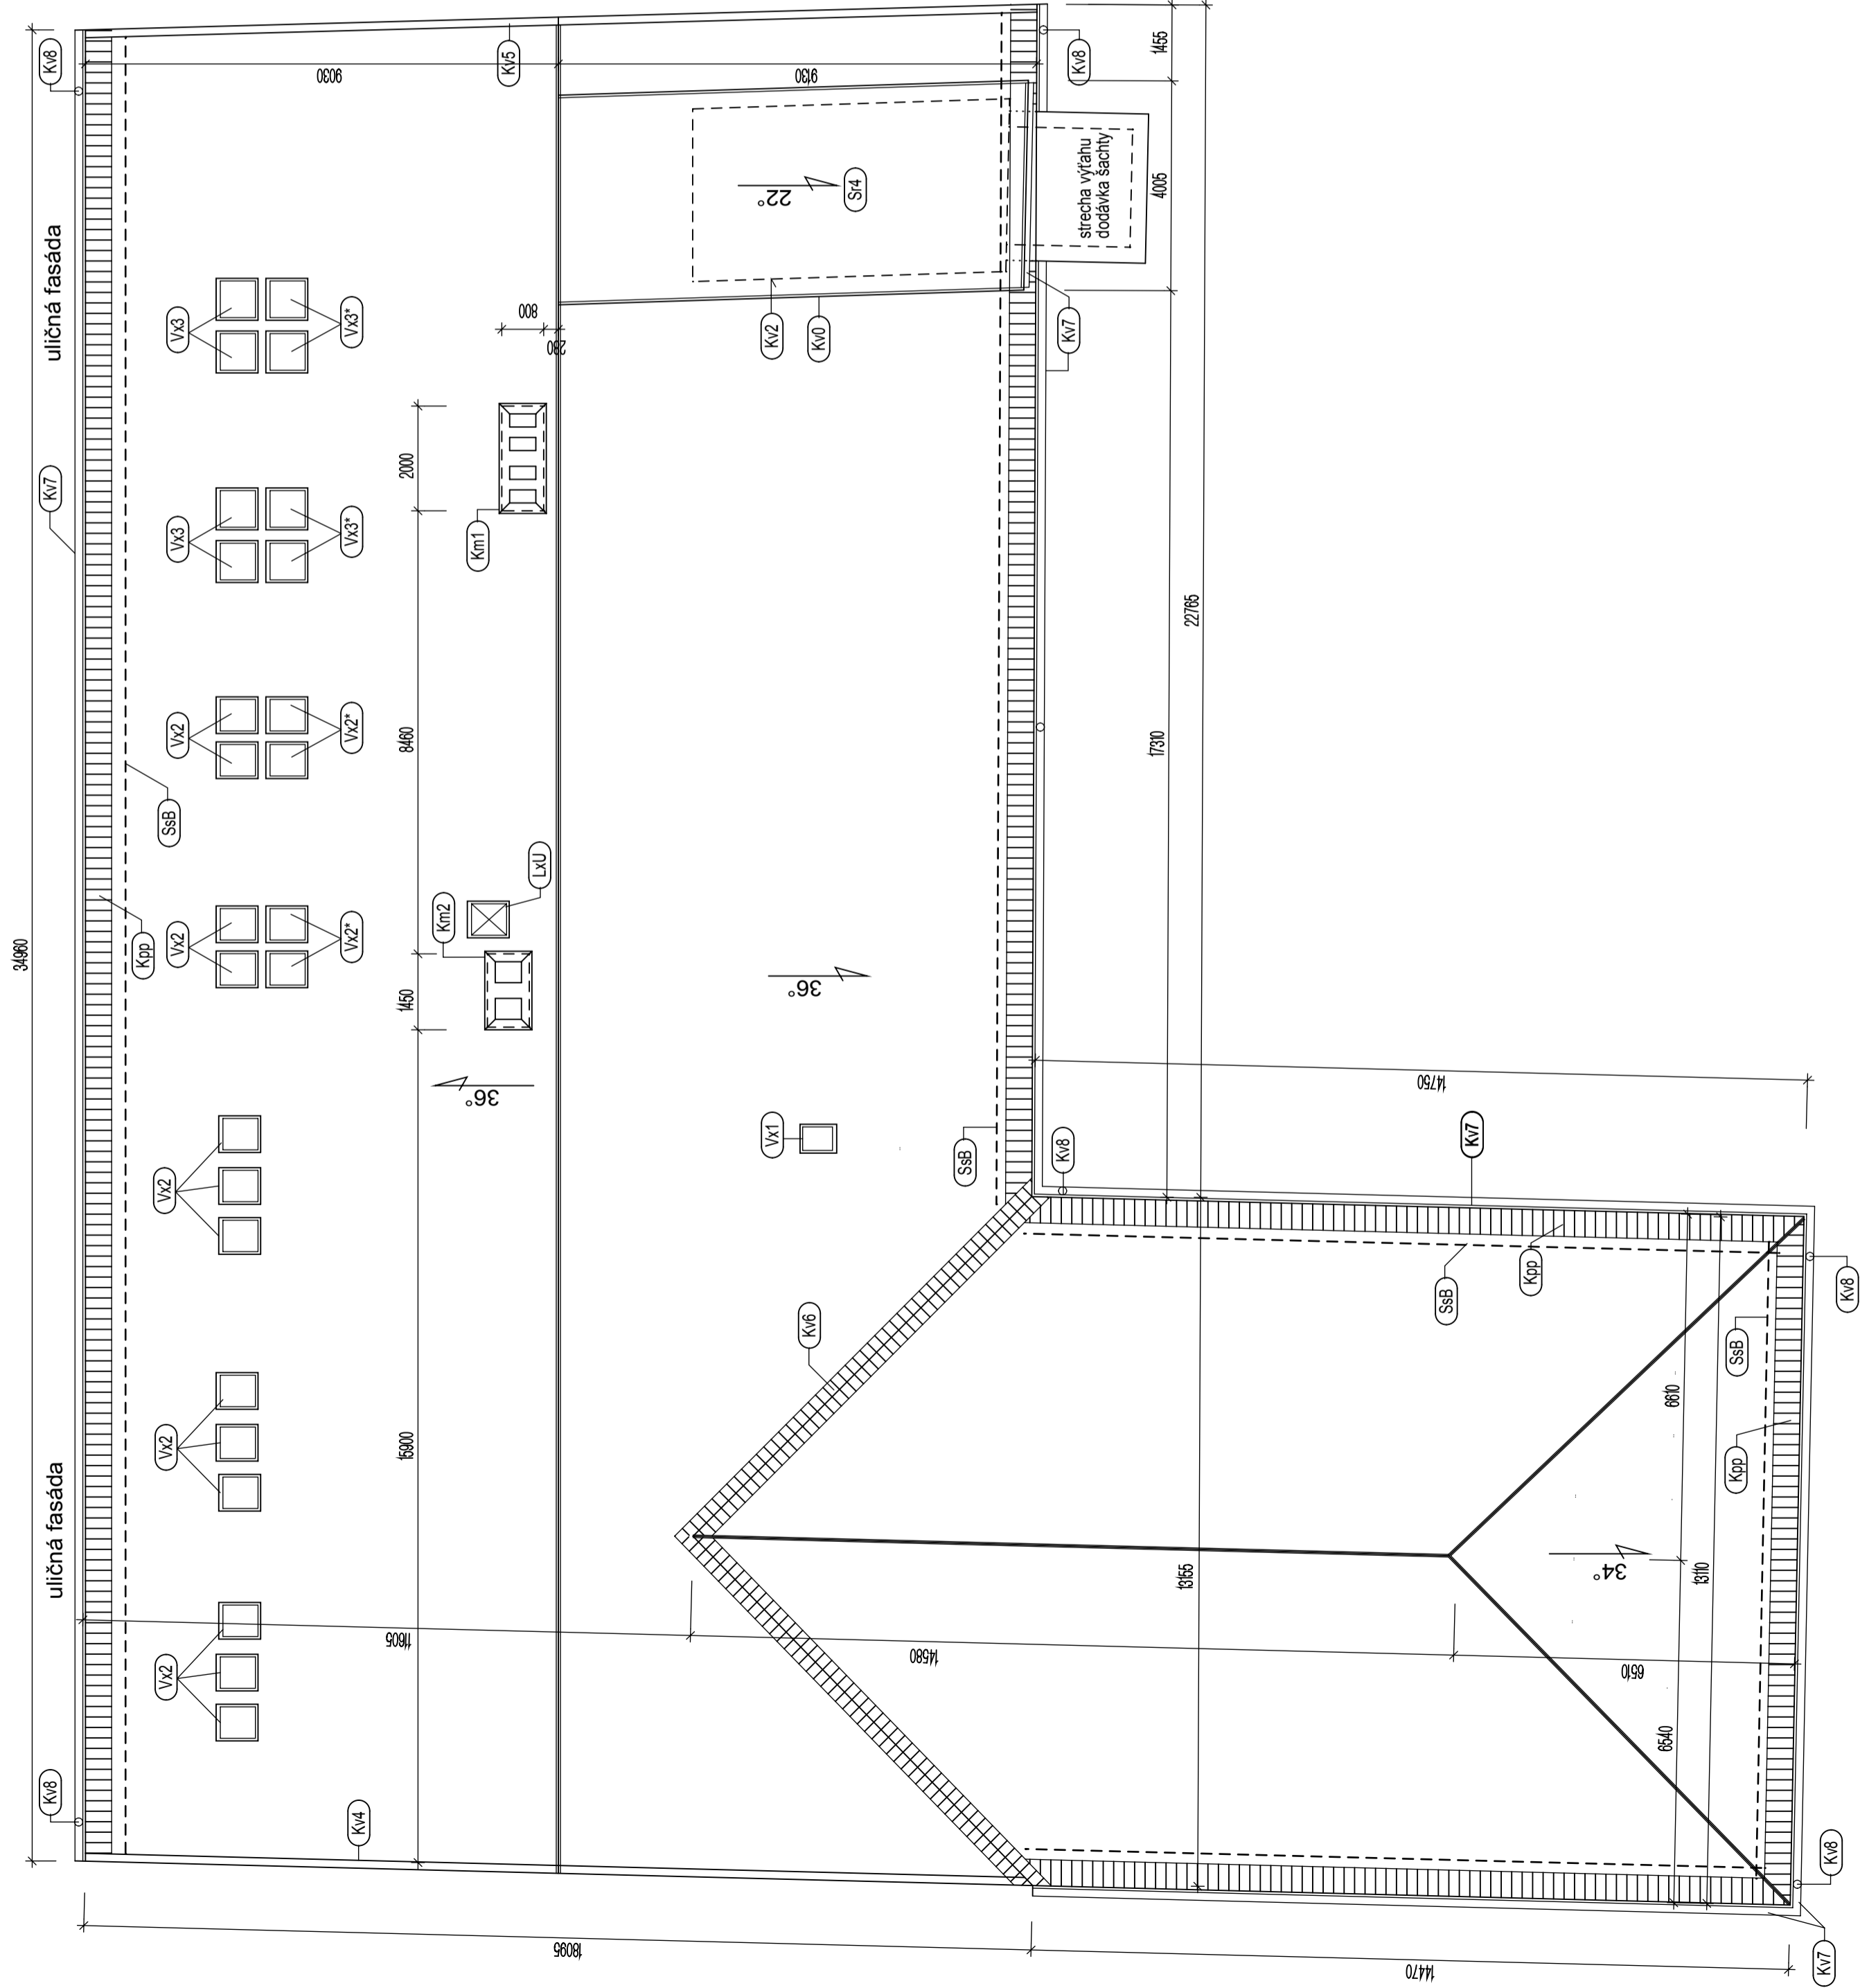 uličná fasáda
uličná fasáda
34960
Kv8
Kv7
Kv8
Kv5
Kv4
9030
9130
SsB
Kpp
Vx3
Vx3*
Vx3
Vx3*
Vx2
Vx2*
Vx2
Vx2*
Vx2
Vx2
Vx2
800
280
2000
8460
1450
15900
Km1
Km2
LxU
36°
36°
22°
Sr4
Kv2
Kv0
Kv7
Kv8
strecha výťahu
dodávka šachty
1455
4005
17310
22765
Vx1
SsB
Kv8
Kv6
14750
Kv7
SsB
Kpp
Kv8
SsB
Kpp
6610
6540
13110
13155
34°
11605
14580
6510
18095
14470
Kv8
Kv7